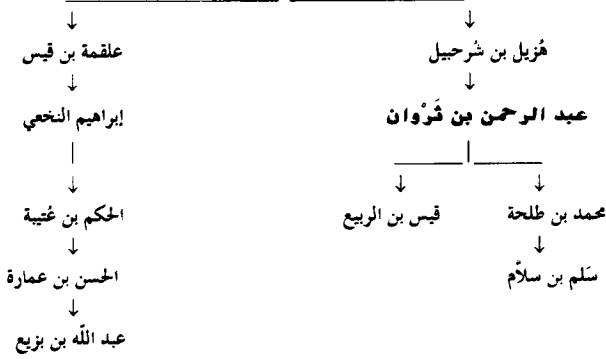 هُزيل بن شُرحبيل
علقمة بن قيس
عبد الرحمن بن ثَرْوان
إبراهيم النخعي
محمد بن طلحة
قيس بن الربيع
الحكم بن عُتيبة
سَلم بن سلاّم
الحسن بن عمارة
عبد اللّه بن بزيع